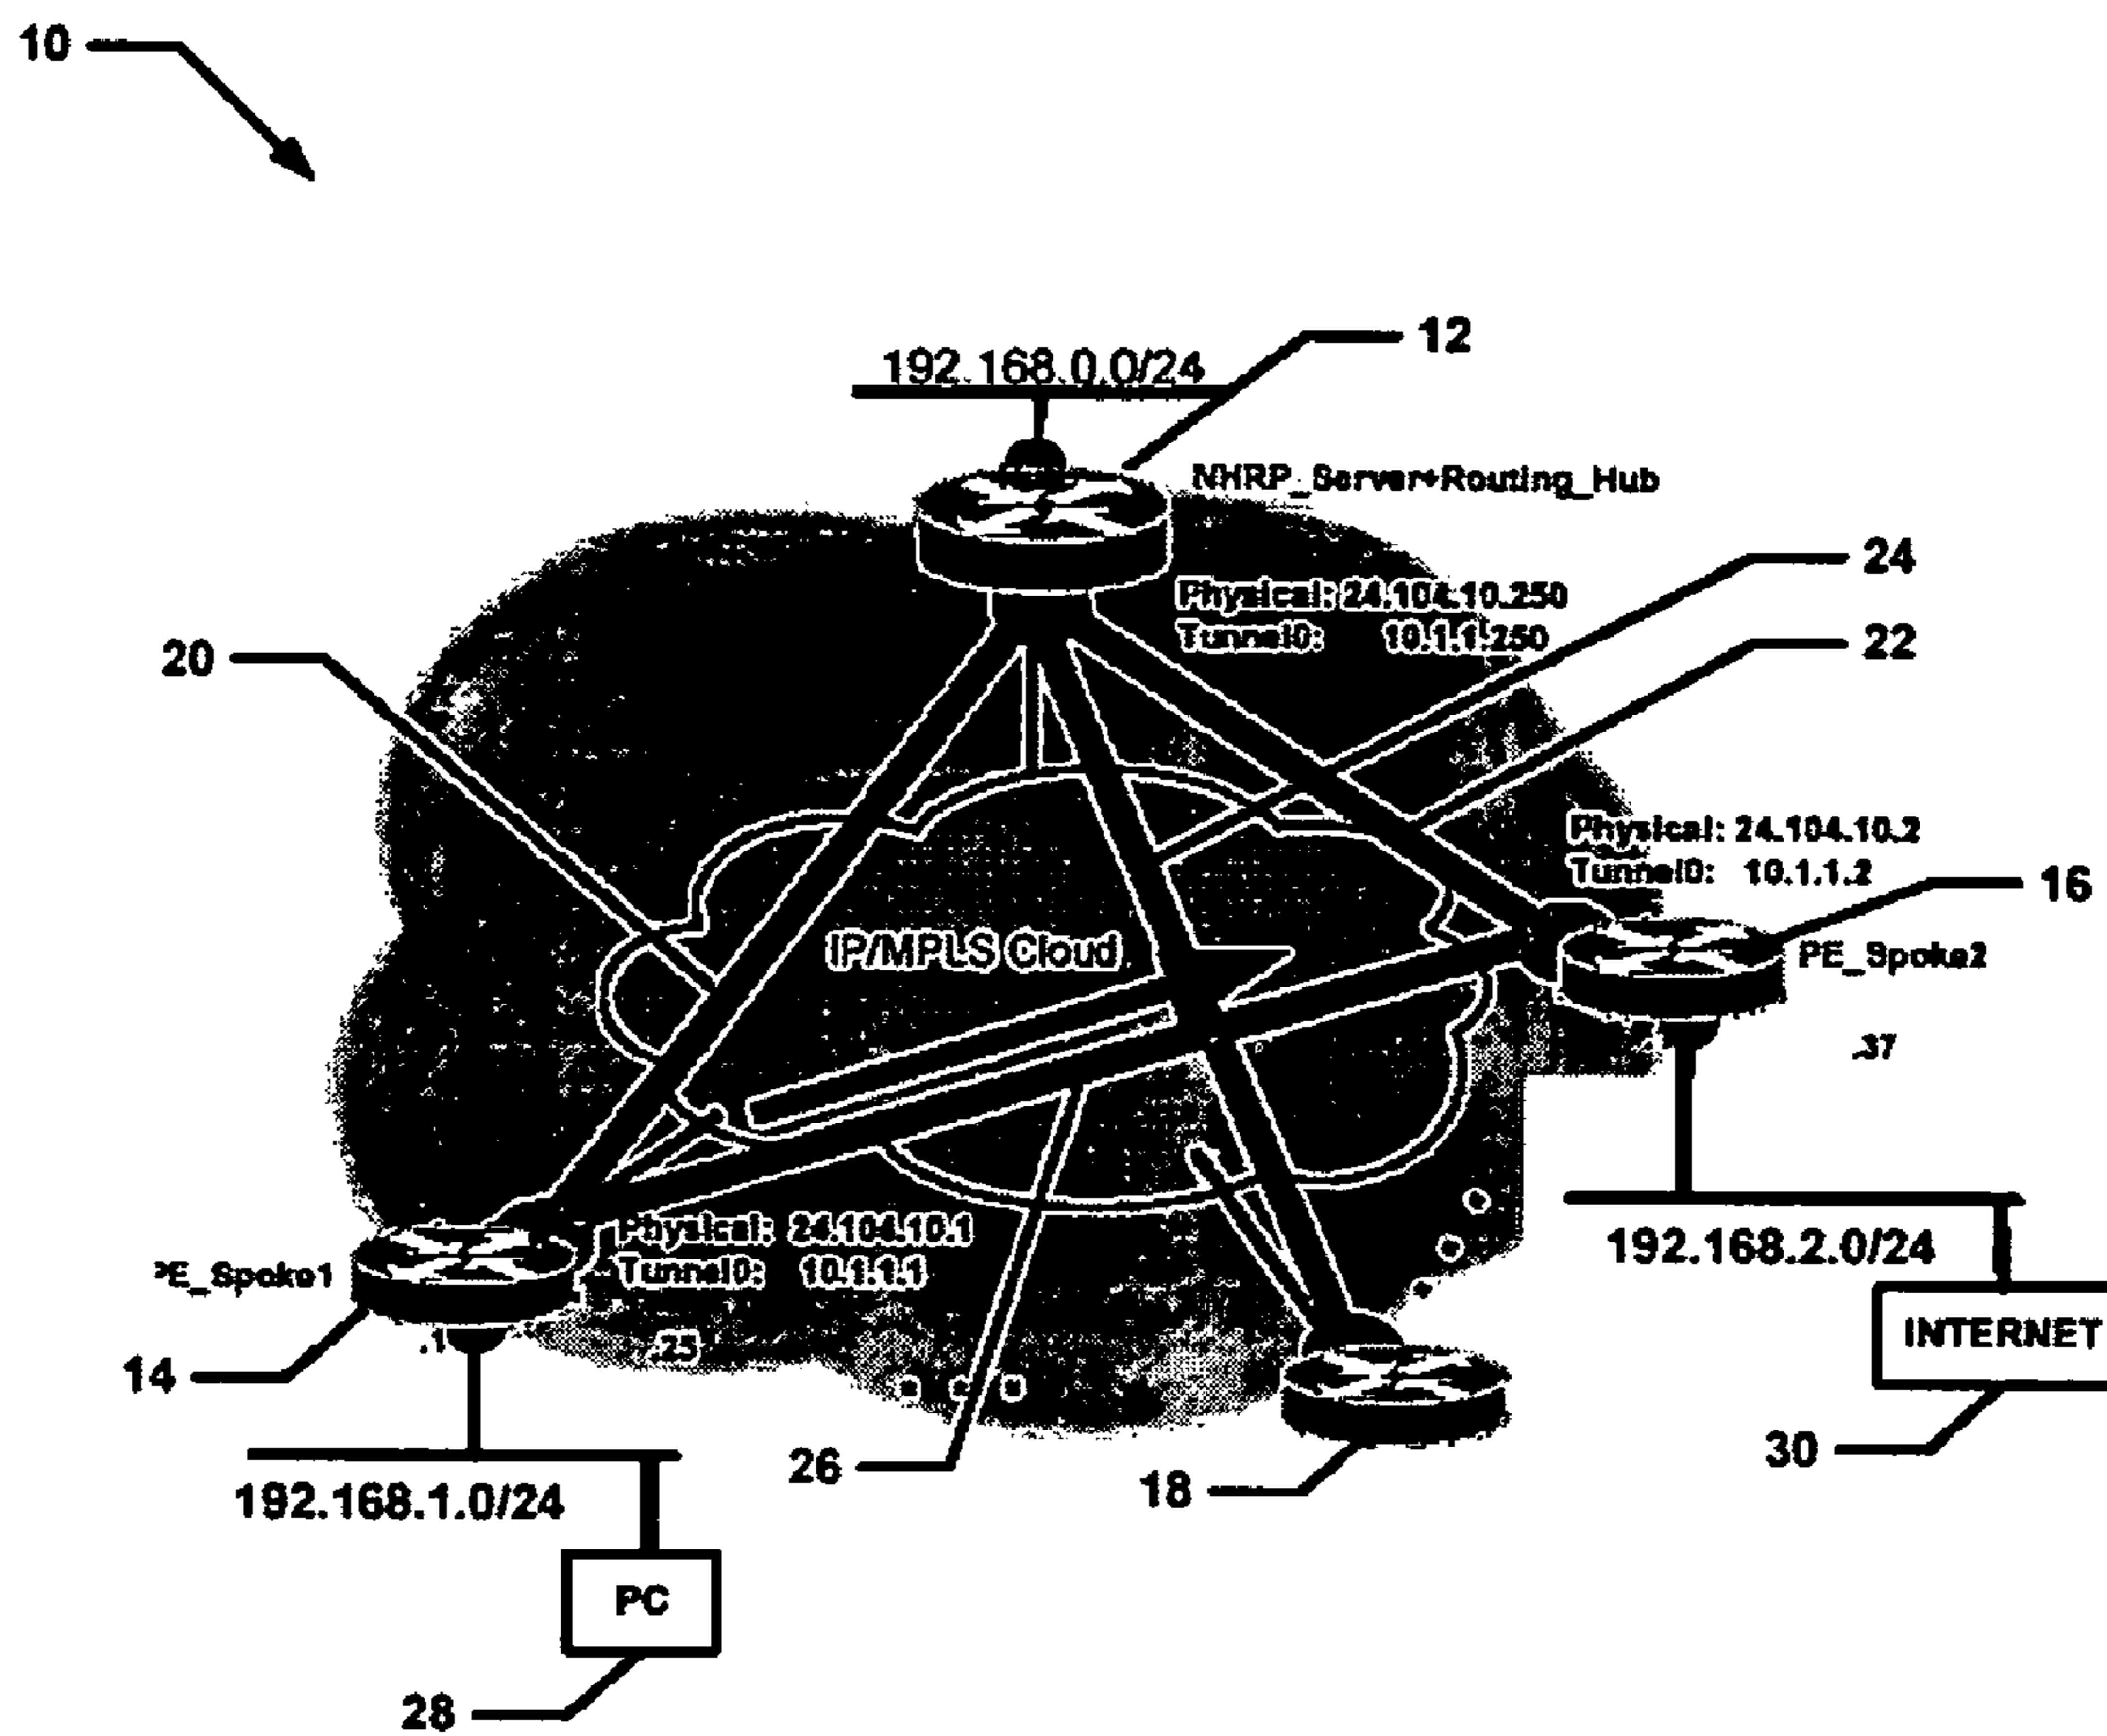 10
12
192.168.0.0/24
NHRP_Server+Routing_Hub
24
Physical: 24.104.10.250
Tunnel0: 10.1.1.250
22
20
Physical: 24.104.10.2
Tunnel0: 10.1.1.2
16
IP/MPLS Cloud
PE_Spoke2
.37
Physical: 24.104.10.1
192.168.2.0/24
PE_Spoke1
Tunnel0: 10.1.1.1
INTERNET
.1
.25
14
30
26
18
192.168.1.0/24
PC
28